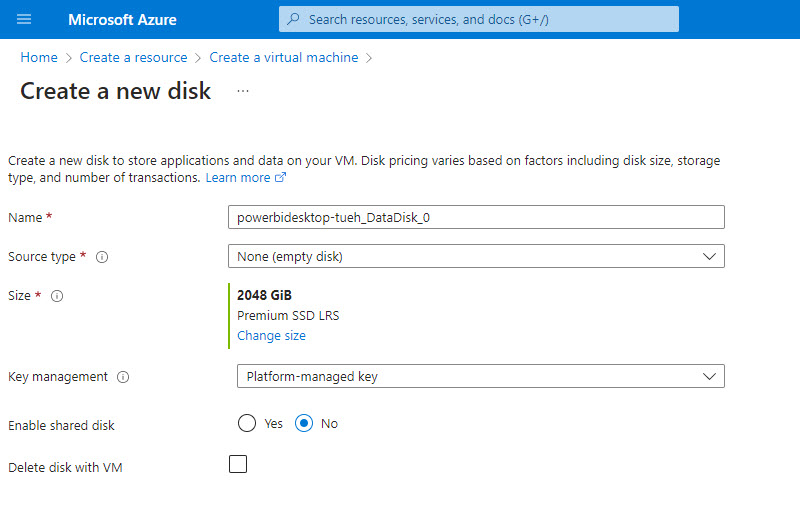 Microsoft Azure
Search resources, services, and docs (G+/)
Home > Create a resource > Create a virtual machine >
Create a new disk ...
Create a new disk to store applications and data on your VM. Disk pricing varies based on factors including disk size, storage
type, and number of transactions. Learn more
Name *
powerbidesktop-tueh_DataDisk_0
Source type *
None (empty disk)
Size *
2048 GiB
Premium SSD LRS
Change size
Key management
Platform-managed key
Enable shared disk
Yes No
Delete disk with VM